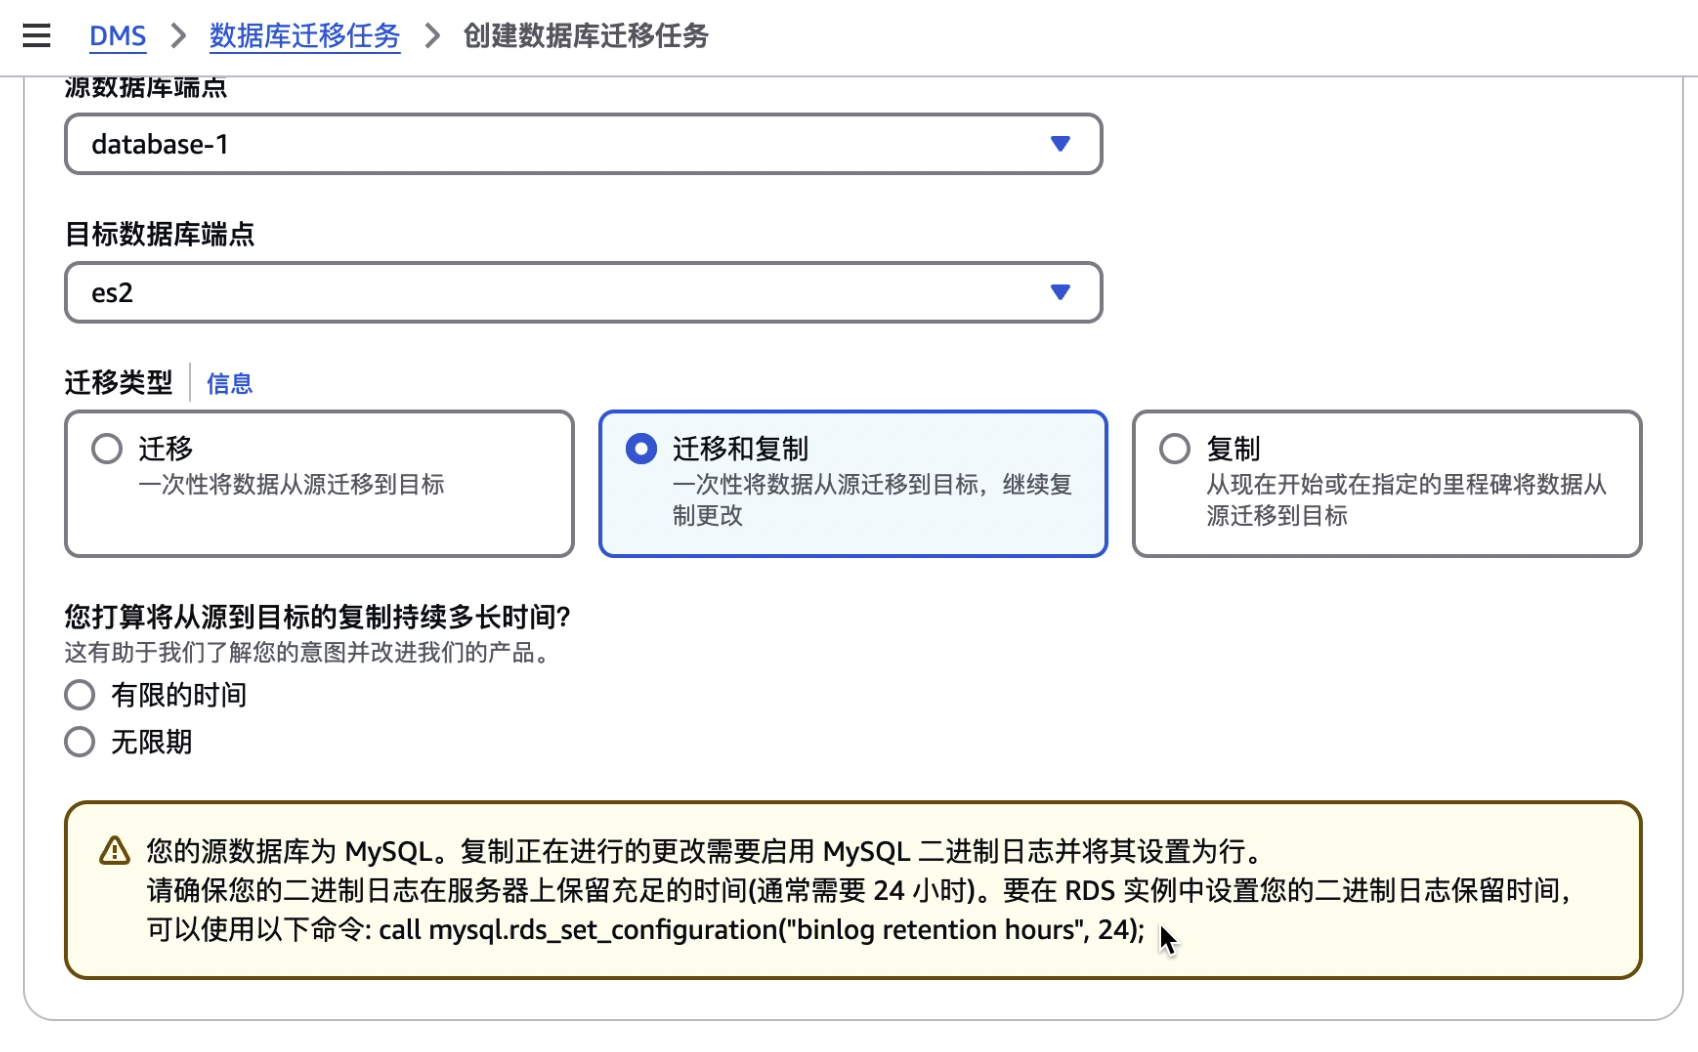 DMS
数据库迁移任务
创建数据库迁移任务
源数据库端点
database-1
目标数据库端点
es2
迁移类型
信息
迁移
一次性将数据从源迁移到目标
迁移和复制
一次性将数据从源迁移到目标，继续复
制更改
复制
从现在开始或在指定的里程碑将数据从
源迁移到目标
您打算将从源到目标的复制持续多长时间?
这有助于我们了解您的意图并改进我们的产品。
有限的时间
无限期
您的源数据库为 MySQL。复制正在进行的更改需要启用 MySQL 二进制日志并将其设置为行。
请确保您的二进制日志在服务器上保留充足的时间(通常需要 24 小时)。要在 RDS 实例中设置您的二进制日志保留时间，
可以使用以下命令: call mysql.rds_set_configuration("binlog retention hours", 24);